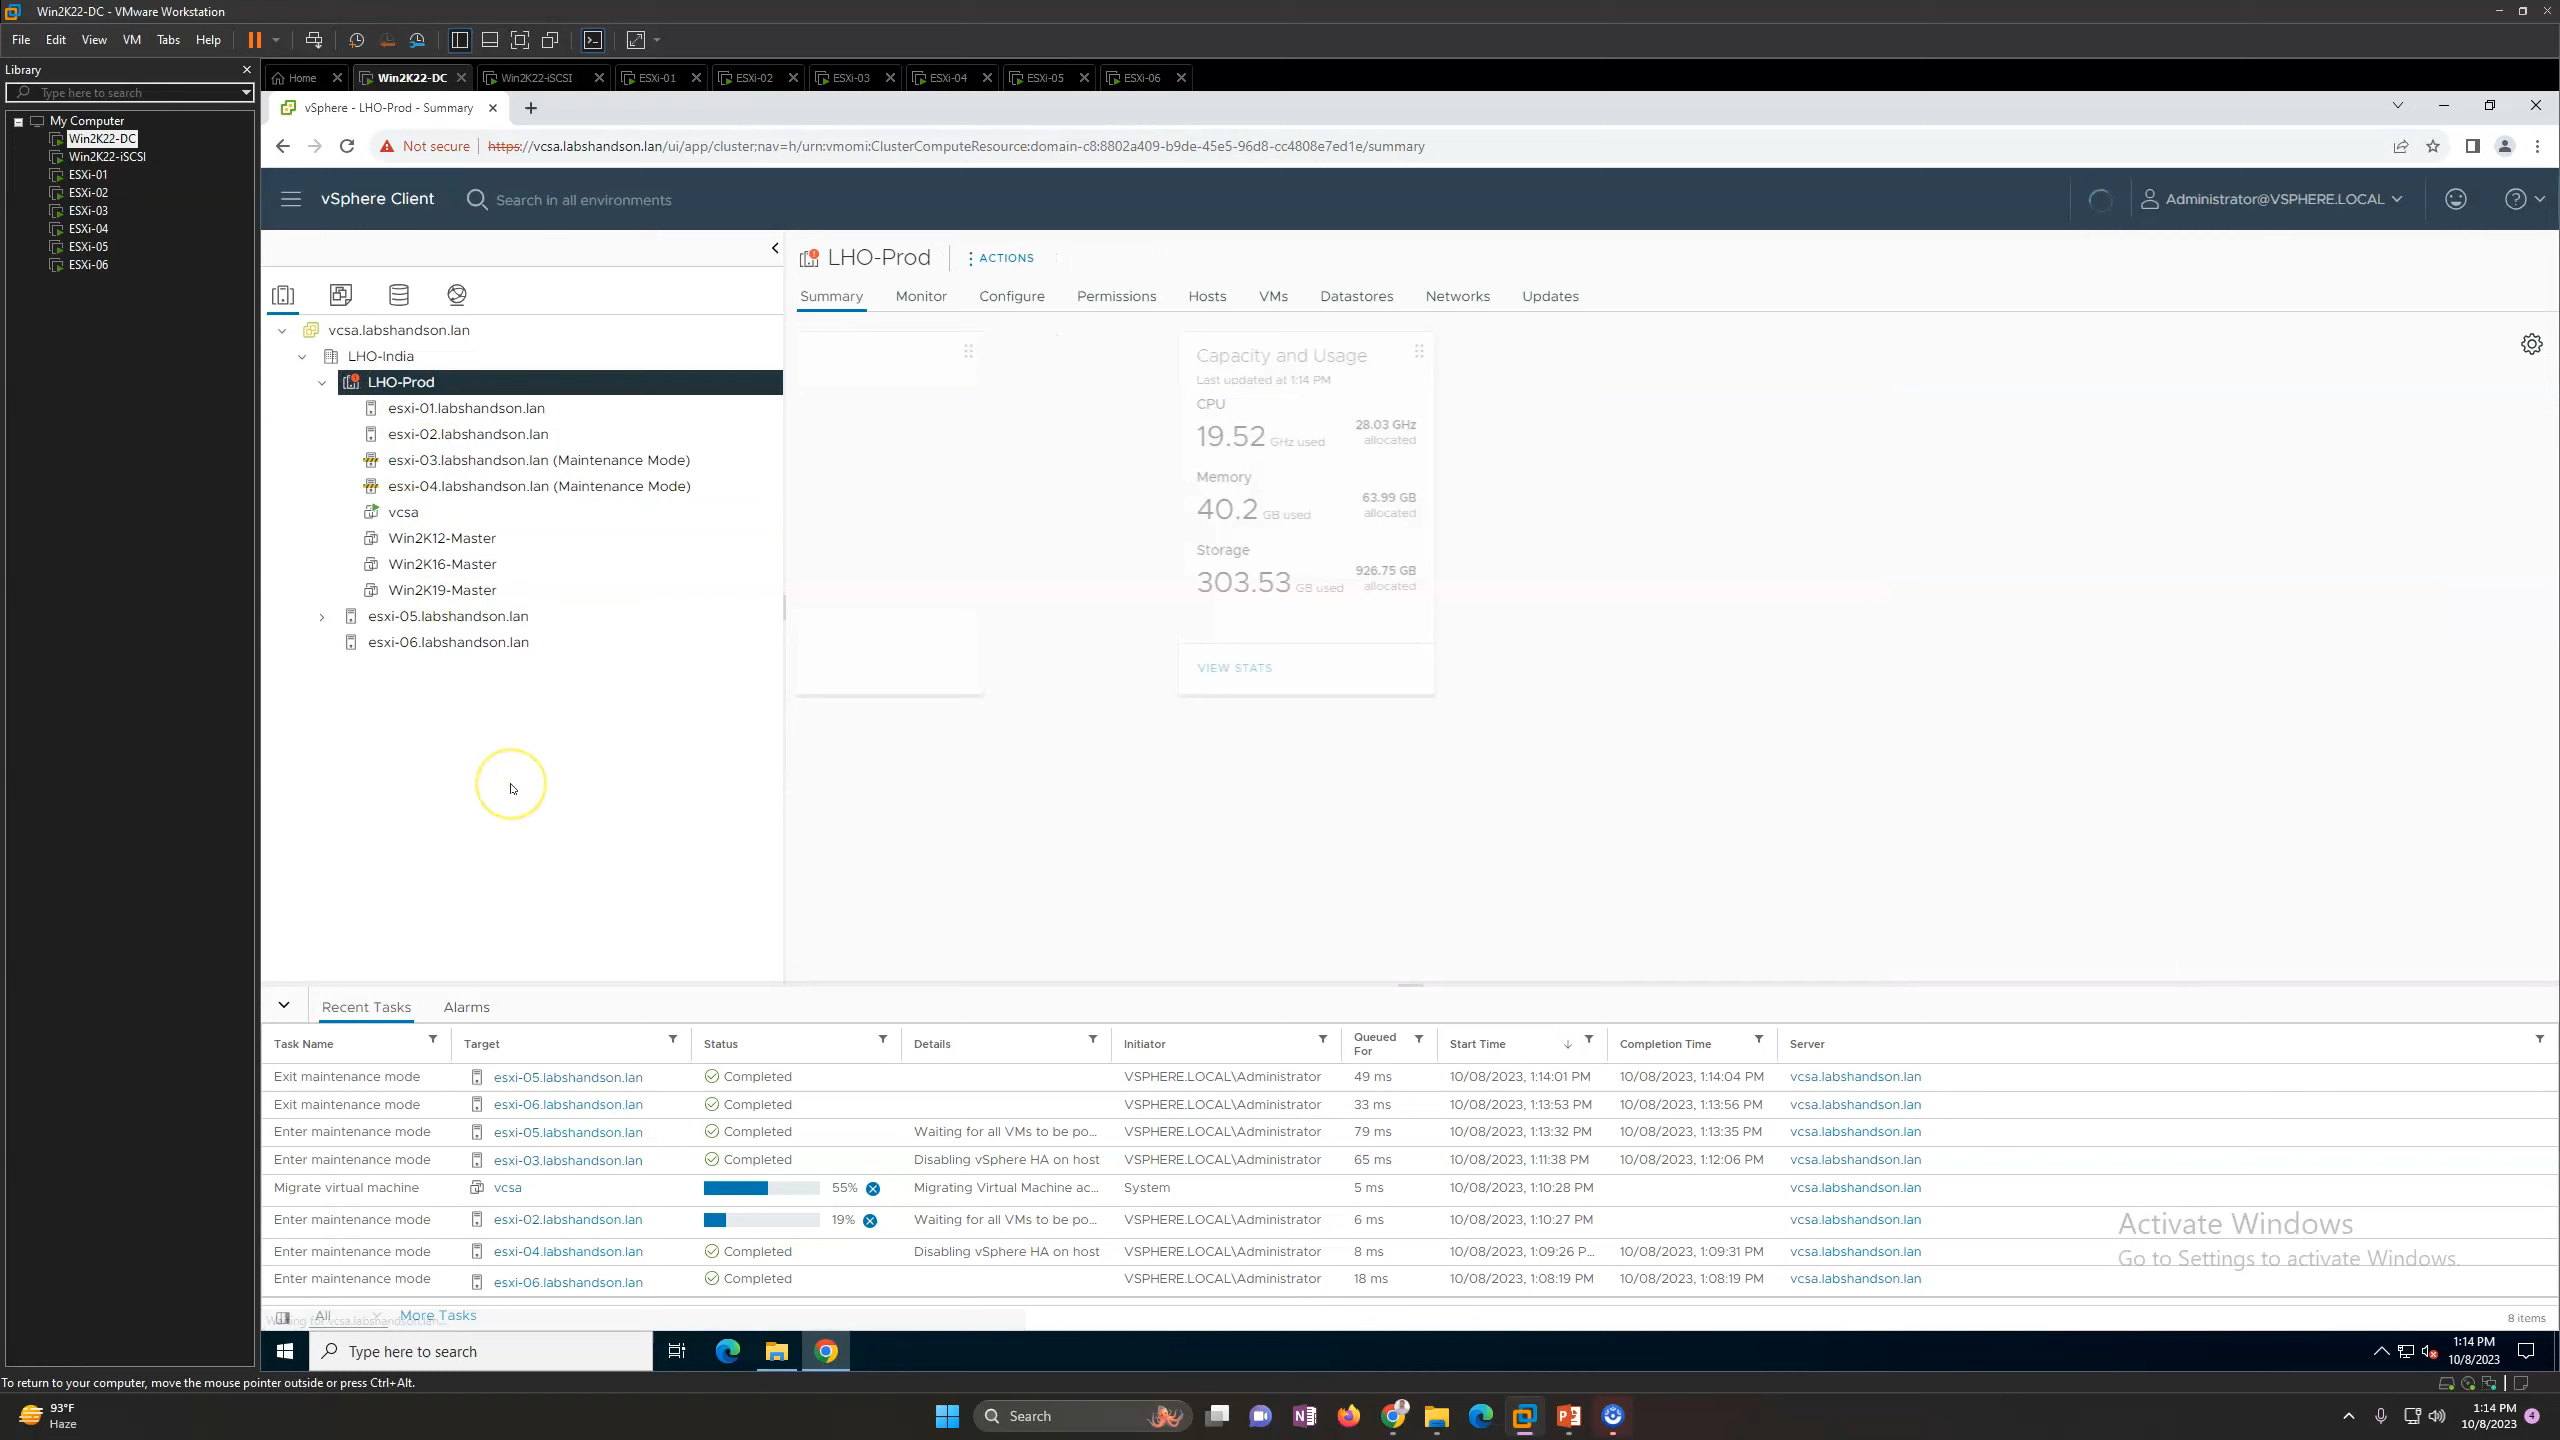 Win2K22-DC - VMware Workstation
File Edit View VM Tabs Help
Library
Type here to search
My Computer
Win2K22-DC
Win2K22-iSCSI
ESXi-01
ESXi-02
ESXi-03
ESXi-04
ESXi-05
ESXi-06
Home Win2K22-DC Win2K22-iSCSI ESXi-01 ESXi-02 ESXi-03 ESXi-04 ESXi-05 ESXi-06
vSphere - LHO-Prod - Summary
Not secure https://vcsa.labshandson.lan/ui/app/cluster;nav=h/urn:vmomi:ClusterComputeResource:domain-c8:8802a409-b9de-45e5-96d8-cc4808e7ed1e/summary
vSphere Client Search in all environments Administrator@VSPHERE.LOCAL
vcsa.labshandson.lan
LHO-India
LHO-Prod
esxi-01.labshandson.lan
esxi-02.labshandson.lan
esxi-03.labshandson.lan (Maintenance Mode)
esxi-04.labshandson.lan (Maintenance Mode)
vcsa
Win2K12-Master
Win2K16-Master
Win2K19-Master
esxi-05.labshandson.lan
esxi-06.labshandson.lan
LHO-Prod ACTIONS
Summary Monitor Configure Permissions Hosts VMs Datastores Networks Updates
Capacity and Usage
Last updated at 1:14 PM
CPU
19.52 GHz used 28.03 GHz allocated
Memory
40.2 GB used 63.99 GB allocated
Storage
303.53 GB used 926.75 GB allocated
VIEW STATS
Recent Tasks Alarms
Task Name Target Status Details Initiator Queued For Start Time Completion Time Server
Exit maintenance mode esxi-05.labshandson.lan Completed VSPHERE.LOCAL\Administrator 49 ms 10/08/2023, 1:14:01 PM 10/08/2023, 1:14:04 PM vcsa.labshandson.lan
Exit maintenance mode esxi-06.labshandson.lan Completed VSPHERE.LOCAL\Administrator 33 ms 10/08/2023, 1:13:53 PM 10/08/2023, 1:13:56 PM vcsa.labshandson.lan
Enter maintenance mode esxi-05.labshandson.lan Completed Waiting for all VMs to be po... VSPHERE.LOCAL\Administrator 79 ms 10/08/2023, 1:13:32 PM 10/08/2023, 1:13:35 PM vcsa.labshandson.lan
Enter maintenance mode esxi-03.labshandson.lan Completed Disabling vSphere HA on host VSPHERE.LOCAL\Administrator 65 ms 10/08/2023, 1:11:38 PM 10/08/2023, 1:12:06 PM vcsa.labshandson.lan
Migrate virtual machine vcsa 55% Migrating Virtual Machine ac... System 5 ms 10/08/2023, 1:10:28 PM vcsa.labshandson.lan
Enter maintenance mode esxi-02.labshandson.lan 19% Waiting for all VMs to be po... VSPHERE.LOCAL\Administrator 6 ms 10/08/2023, 1:10:27 PM vcsa.labshandson.lan
Enter maintenance mode esxi-04.labshandson.lan Completed Disabling vSphere HA on host VSPHERE.LOCAL\Administrator 8 ms 10/08/2023, 1:09:26 P... 10/08/2023, 1:09:31 PM vcsa.labshandson.lan
Enter maintenance mode esxi-06.labshandson.lan Completed VSPHERE.LOCAL\Administrator 18 ms 10/08/2023, 1:08:19 PM 10/08/2023, 1:08:19 PM vcsa.labshandson.lan
Activate Windows
Go to Settings to activate Windows.
All More Tasks 8 items
Waiting for vcsa.labshandson.lan...
Type here to search 1:14 PM
10/8/2023
To return to your computer, move the mouse pointer outside or press Ctrl+Alt.
93°F
Haze
Search
1:14 PM
10/8/2023
4